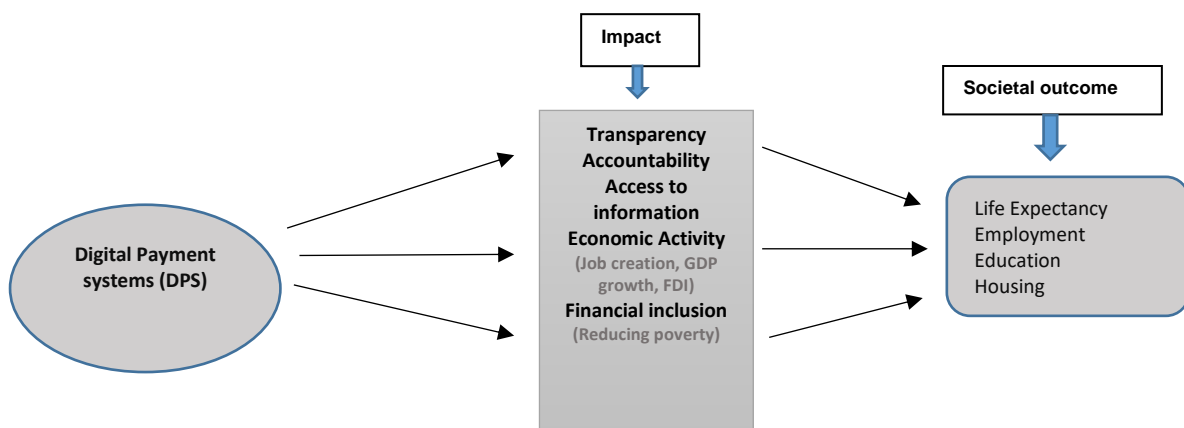 Impact
Societal outcome
Transparency
Accountability
Access to
information
Economic Activity
(Job creation, GDP
growth, FDI)
Financial inclusion
(Reducing poverty)
Digital Payment
systems (DPS)
Life Expectancy
Employment
Education
Housing